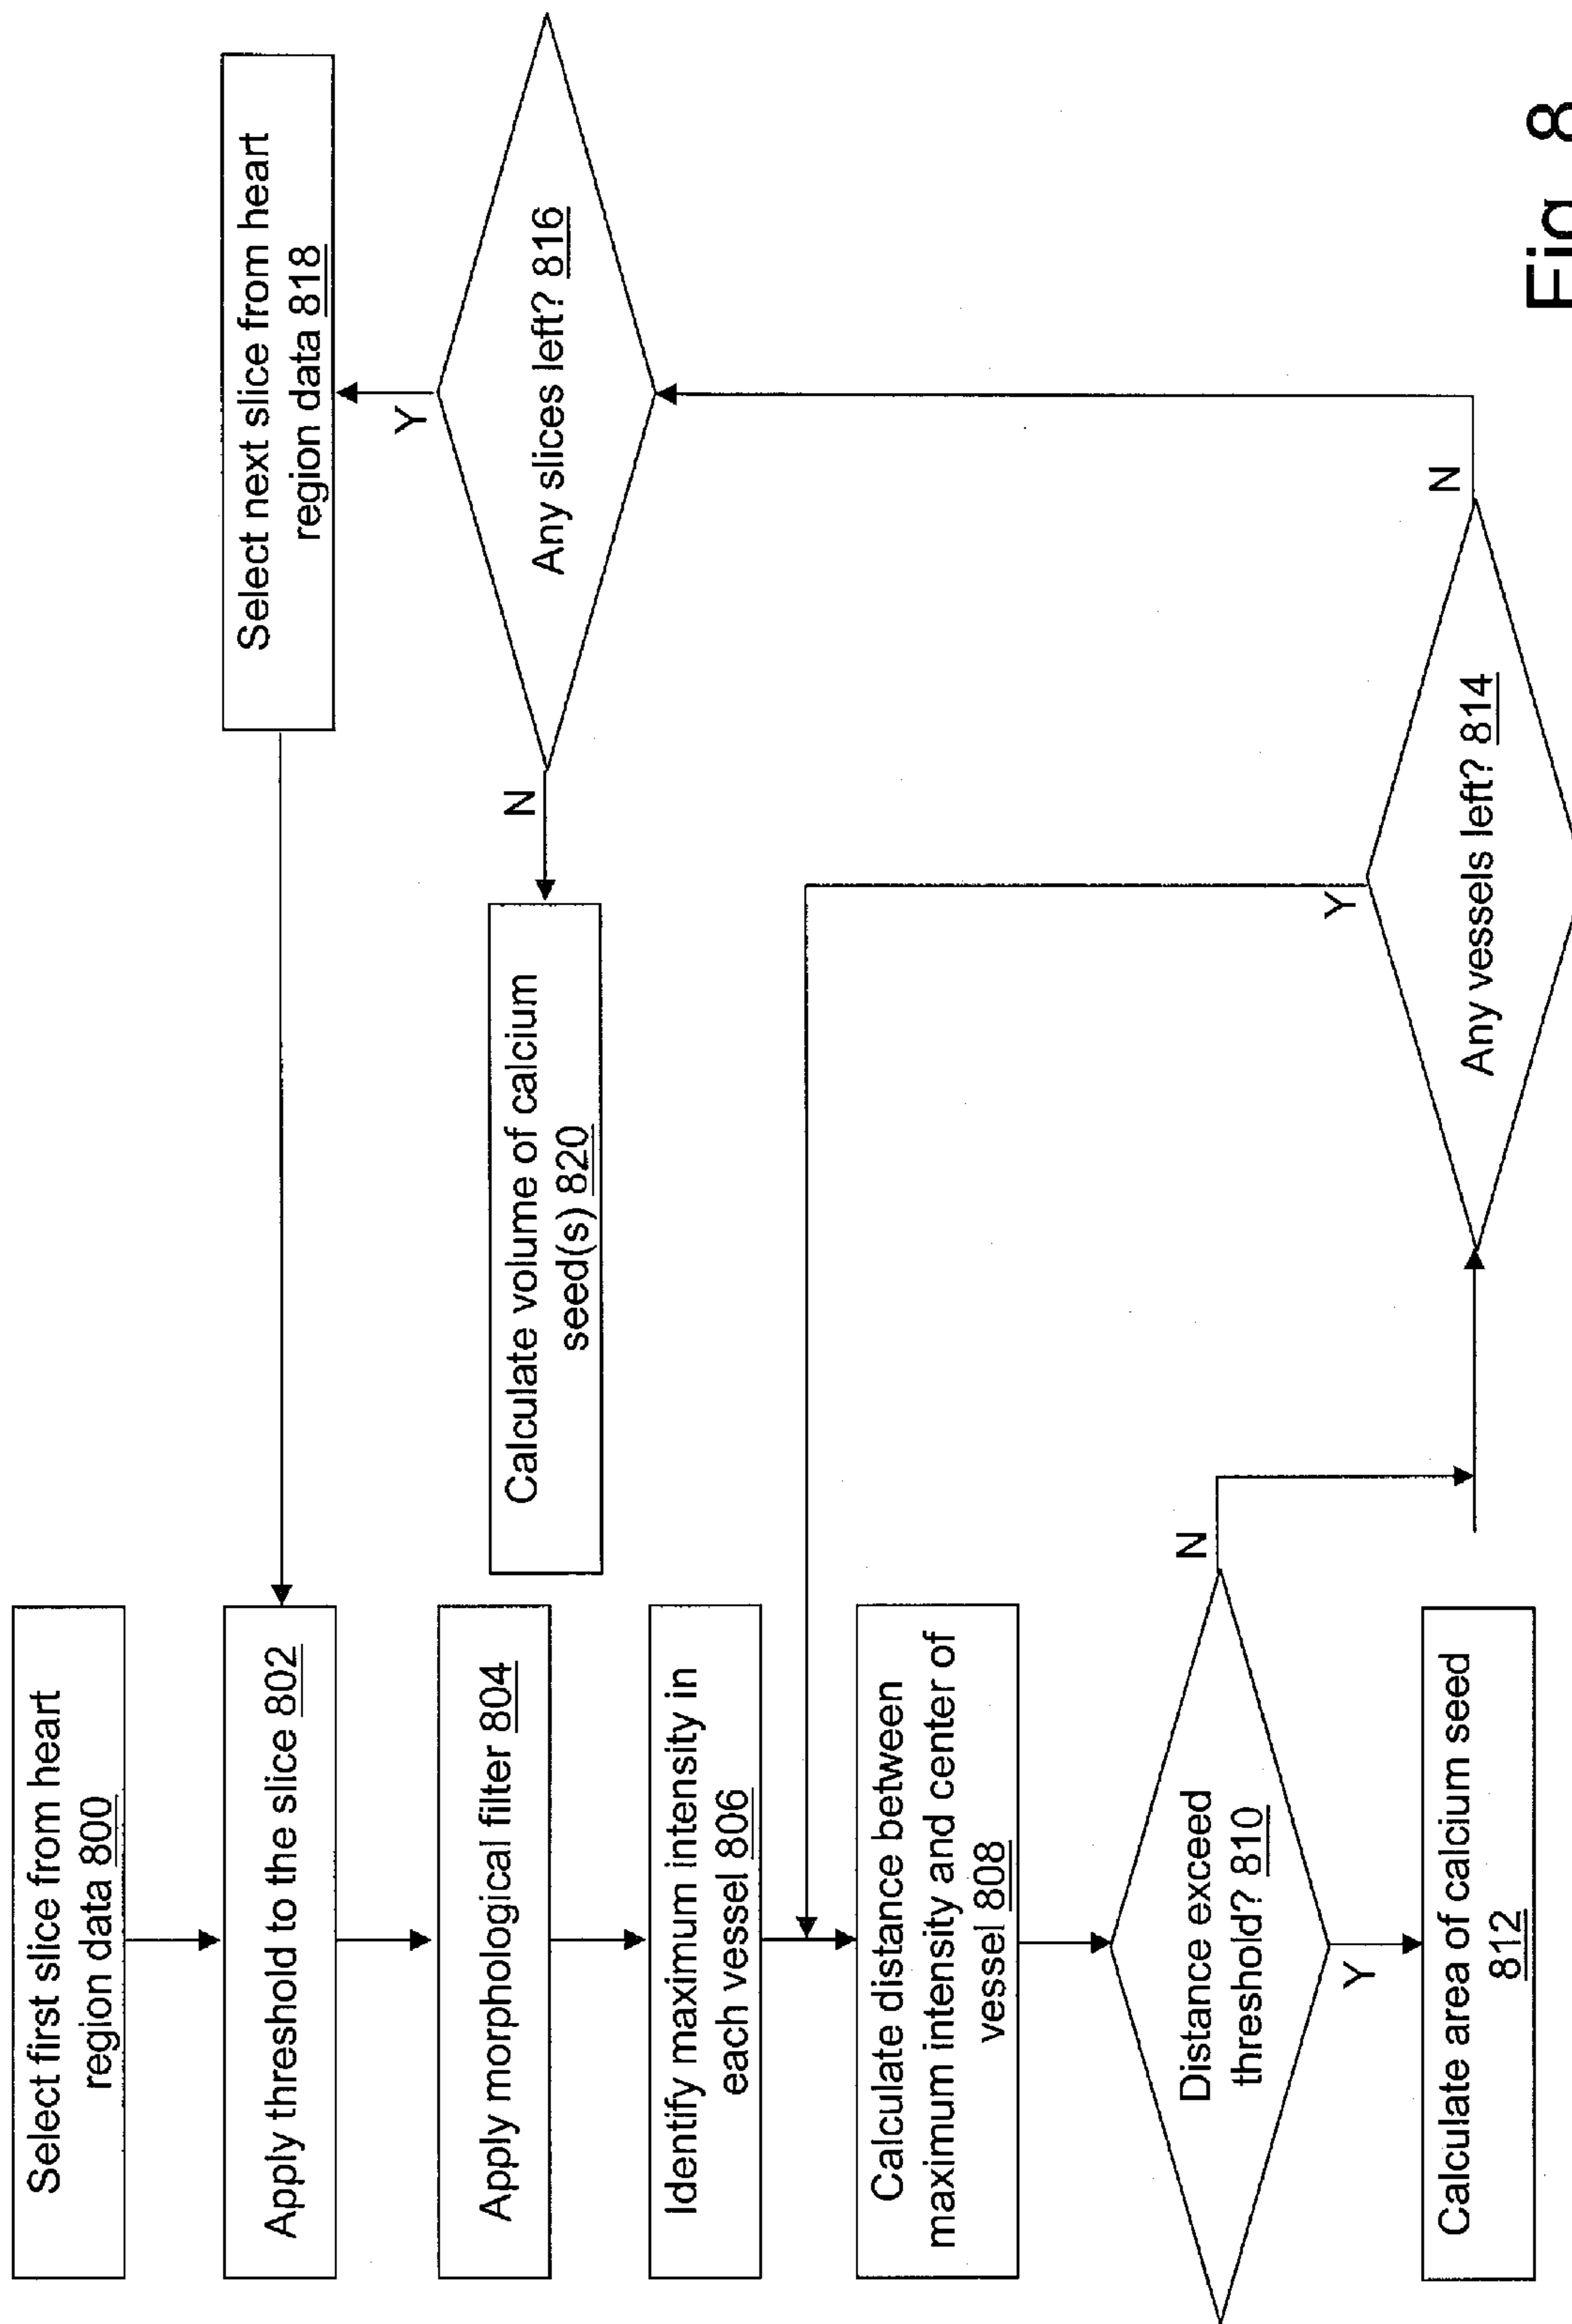 Select first slice from heart
region data 800
Apply threshold to the slice 802
Apply morphological filter 804
Identify maximum intensity in
each vessel 806
Calculate distance between
maximum intensity and center of
vessel 808
Distance exceed
threshold? 810
N
Y
Calculate area of calcium seed
812
Any vessels left? 814
Y
N
Any slices left? 816
Y
N
Select next slice from heart
region data 818
Calculate volume of calcium
seed(s) 820
Fig. 8